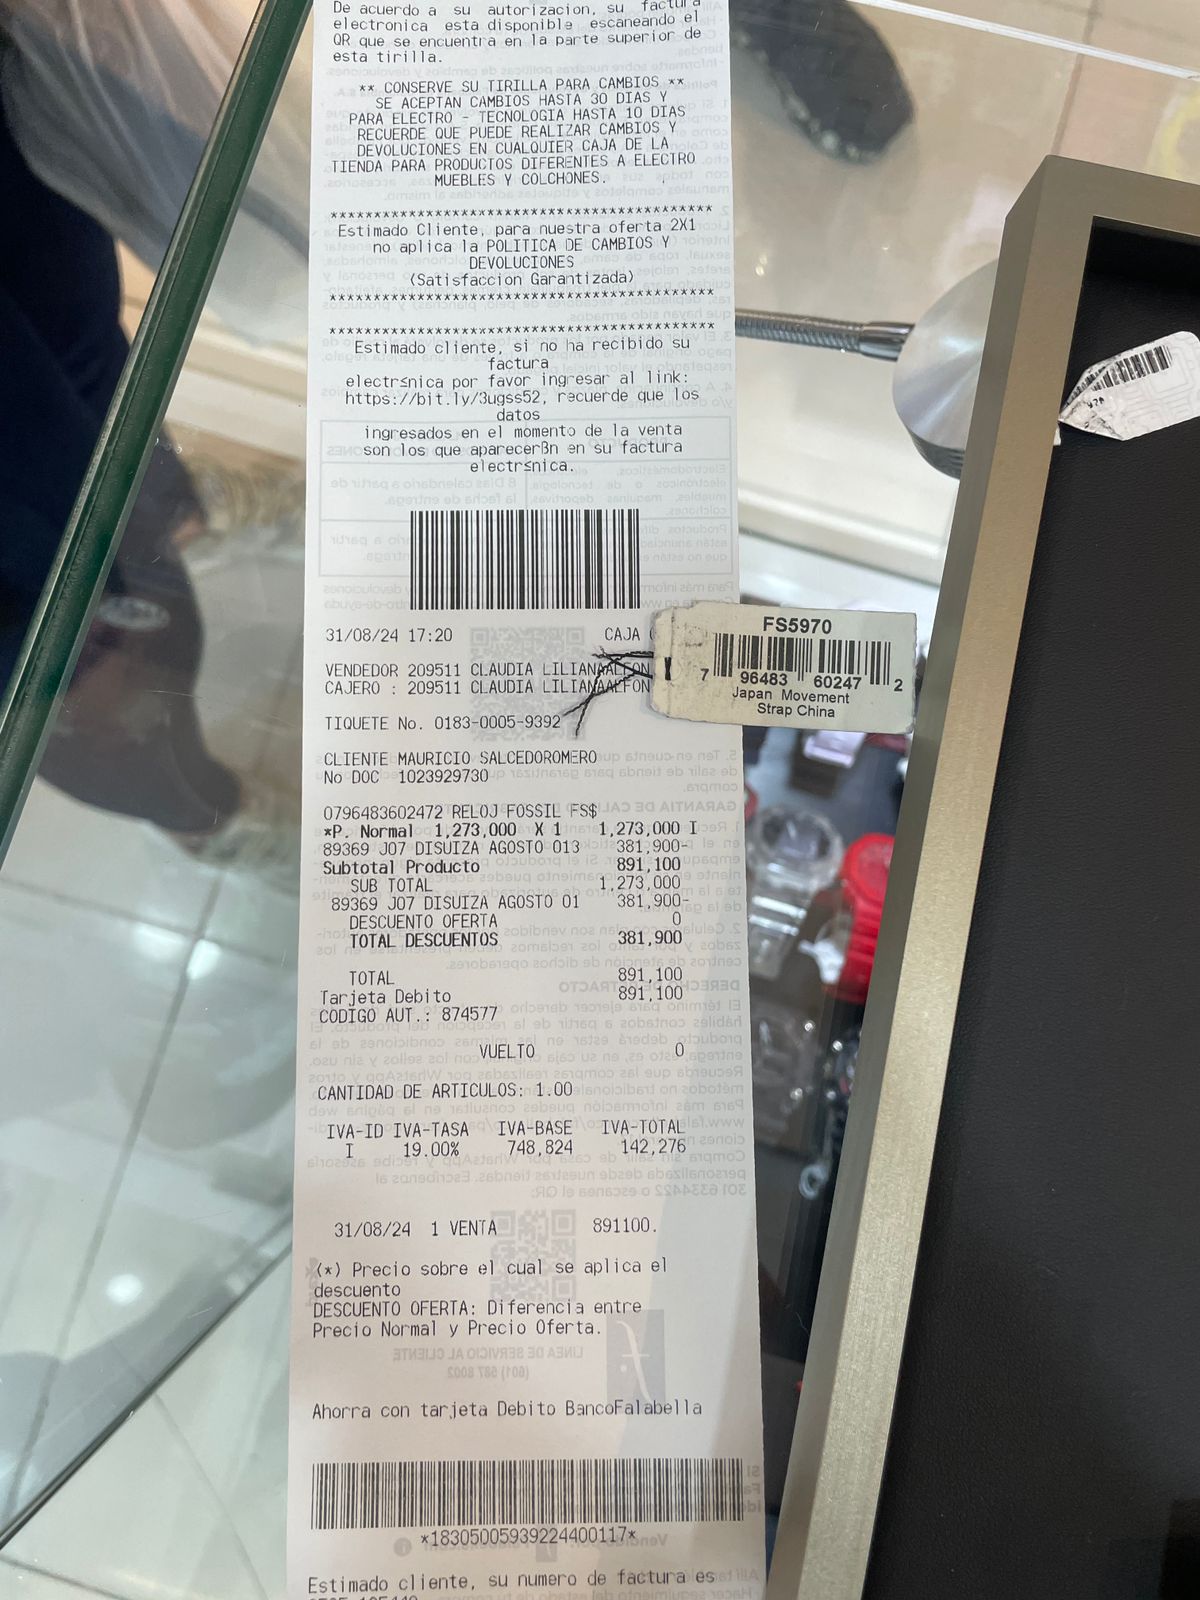 De acuerdo a su autorizacion, su factura
electronica esta disponible escaneando el
QR que se encuentra en la parte superior de
esta tirilla.
** CONSERVE SU TIRILLA PARA CAMBIOS **
SE ACEPTAN CAMBIOS HASTA 30 DIAS Y
PARA ELECTRO - TECNOLOGIA HASTA 10 DIAS
RECUERDE QUE PUEDE REALIZAR CAMBIOS Y
DEVOLUCIONES EN CUALQUIER CAJA DE LA
TIENDA PARA PRODUCTOS DIFERENTES A ELECTRO
MUEBLES Y COLCHONES.
********************************************
Estimado Cliente, para nuestra oferta 2X1
no aplica la POLITICA DE CAMBIOS Y
DEVOLUCIONES
(Satisfaccion Garantizada)
********************************************
********************************************
Estimado cliente, si no ha recibido su
factura
electr≤nica por favor ingresar al link:
https://bit.ly/3ugss52, recuerde que los
datos
ingresados en el momento de la venta
son los que aparecerßn en su factura
electr≤nica.
31/08/24 17:20 CAJA
VENDEDOR 209511 CLAUDIA LILIANAALFON
CAJERO : 209511 CLAUDIA LILIANAALFON
TIQUETE No. 0183-0005-9392
CLIENTE MAURICIO SALCEDOROMERO
No DOC 1023929730
0796483602472 RELOJ FOSSIL FS$
*P. Normal 1,273,000 X 1 1,273,000 I
89369 J07 DISUIZA AGOSTO 013 381,900-
Subtotal Producto 891,100
SUB TOTAL 1,273,000
89369 J07 DISUIZA AGOSTO 01 381,900-
DESCUENTO OFERTA 0
TOTAL DESCUENTOS 381,900
TOTAL 891,100
Tarjeta Debito 891,100
CODIGO AUT.: 874577
VUELTO 0
CANTIDAD DE ARTICULOS: 1.00
IVA-ID IVA-TASA IVA-BASE IVA-TOTAL
I 19.00% 748,824 142,276
31/08/24 1 VENTA 891100.
(*) Precio sobre el cual se aplica el
descuento
DESCUENTO OFERTA: Diferencia entre
Precio Normal y Precio Oferta.
Ahorra con tarjeta Debito BancoFalabella
*18305005939224400117*
Estimado cliente, su numero de factura es
FS5970
7 96483 60247 2
Japan Movement
Strap China